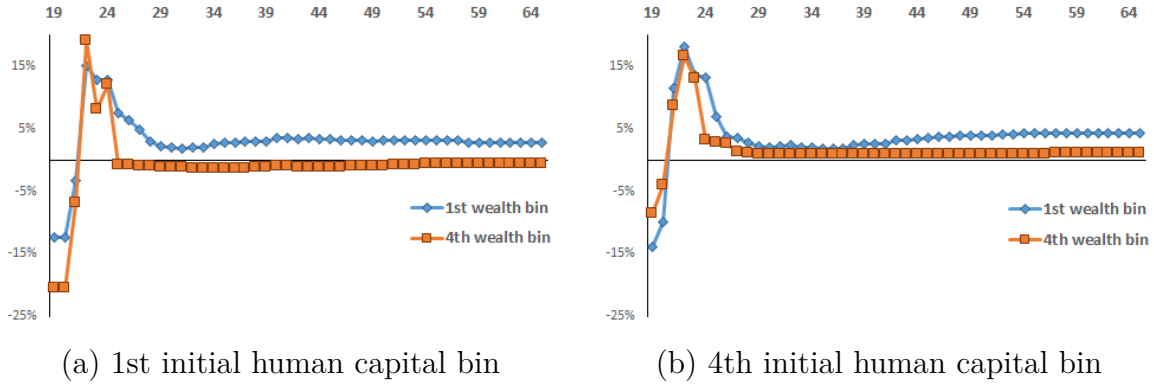 19 24 29 34 39 44 49 54 59 64
15%
5%
-5%
-15%
-25%
1st wealth bin
4th wealth bin
(a) 1st initial human capital bin
19 24 29 34 39 44 49 54 59 64
15%
5%
-5%
-15%
-25%
1st wealth bin
4th wealth bin
(b) 4th initial human capital bin